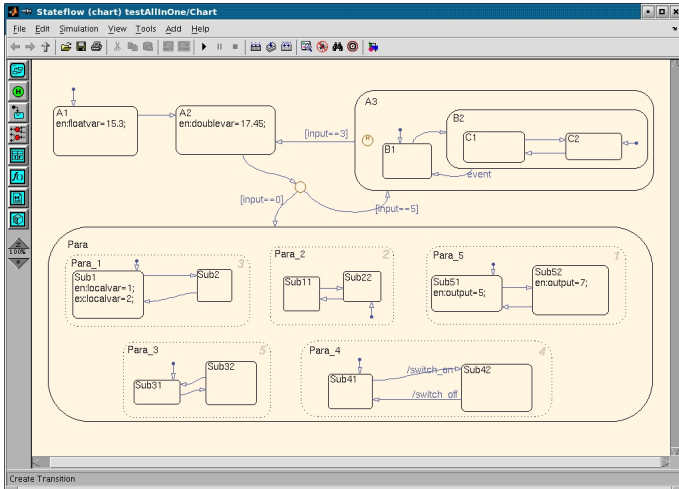 Stateflow (chart) testAllInOne/Chart
File Edit Simulation View Tools Add Help
A1
en:floatvar=15.3;
A2
en:doublevar=17.45;
A3
[input==3]
H
B1
B2
C1
C2
event
[input==0]
[input==5]
Para
Para_1
3
Sub1
en:localvar=1;
ex:localvar=2;
Sub2
Para_2
2
Sub11
Sub22
Para_5
1
Sub51
en:output=5;
Sub52
en:output=7;
Para_3
5
Sub31
Sub32
Para_4
4
Sub41
/switch_on
Sub42
/switch_off
H
100%
Create Transition